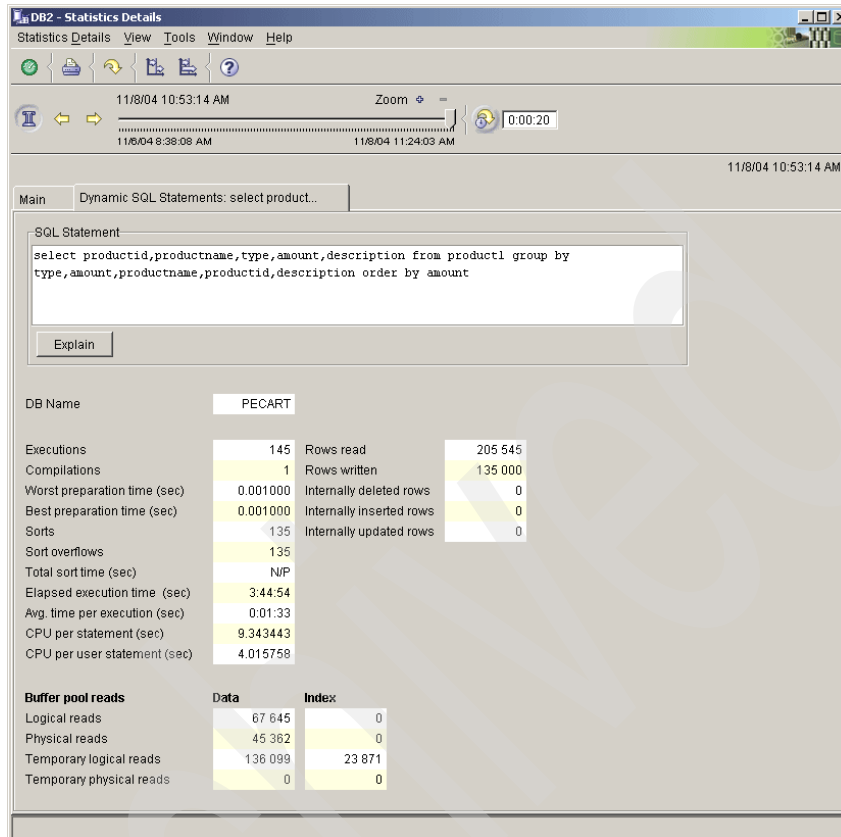 DB2 - Statistics Details
Statistics Details View Tools Window Help
11/8/04 10:53:14 AM Zoom
0:00:20
11/6/04 8:38:08 AM 11/8/04 11:24:03 AM
11/8/04 10:53:14 AM
Main Dynamic SQL Statements: select product...
SQL Statement
select productid,productname,type,amount,description from product1 group by
type,amount,productname,productid,description order by amount
Explain
DB Name PECART
Executions 145 Rows read 205 545
Compilations 1 Rows written 135 000
Worst preparation time (sec) 0.001000 Internally deleted rows 0
Best preparation time (sec) 0.001000 Internally inserted rows 0
Sorts 135 Internally updated rows 0
Sort overflows 135
Total sort time (sec) N/P
Elapsed execution time (sec) 3:44:54
Avg. time per execution (sec) 0:01:33
CPU per statement (sec) 9.343443
CPU per user statement (sec) 4.015758
Buffer pool reads Data Index
Logical reads 67 645 0
Physical reads 45 362 0
Temporary logical reads 136 099 23 871
Temporary physical reads 0 0